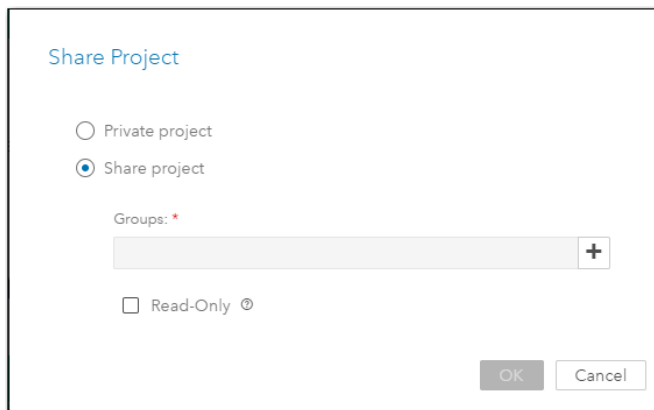 Share Project
Private project
Share project
Groups: *
+
Read-Only ?
OK Cancel